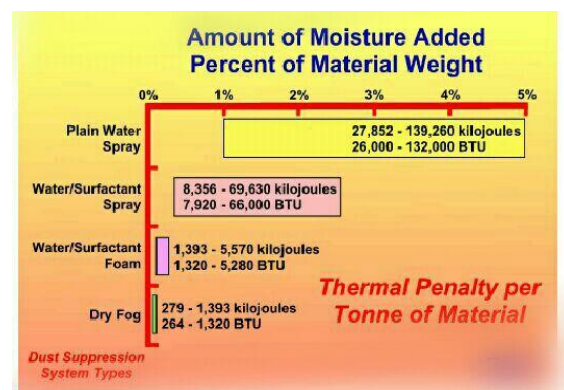 Amount of Moisture Added
Percent of Material Weight
0% 1% 2% 3% 4% 5%
Plain Water
Spray
27,852 - 139,260 kilojoules
26,000 - 132,000 BTU
Water/Surfactant
Spray
8,356 - 69,630 kilojoules
7,920 - 66,000 BTU
Water/Surfactant
Foam
1,393 - 5,570 kilojoules
1,320 - 5,280 BTU
Dry Fog
279 - 1,393 kilojoules
264 - 1,320 BTU
Thermal Penalty per
Tonne of Material
Dust Suppression
System Types